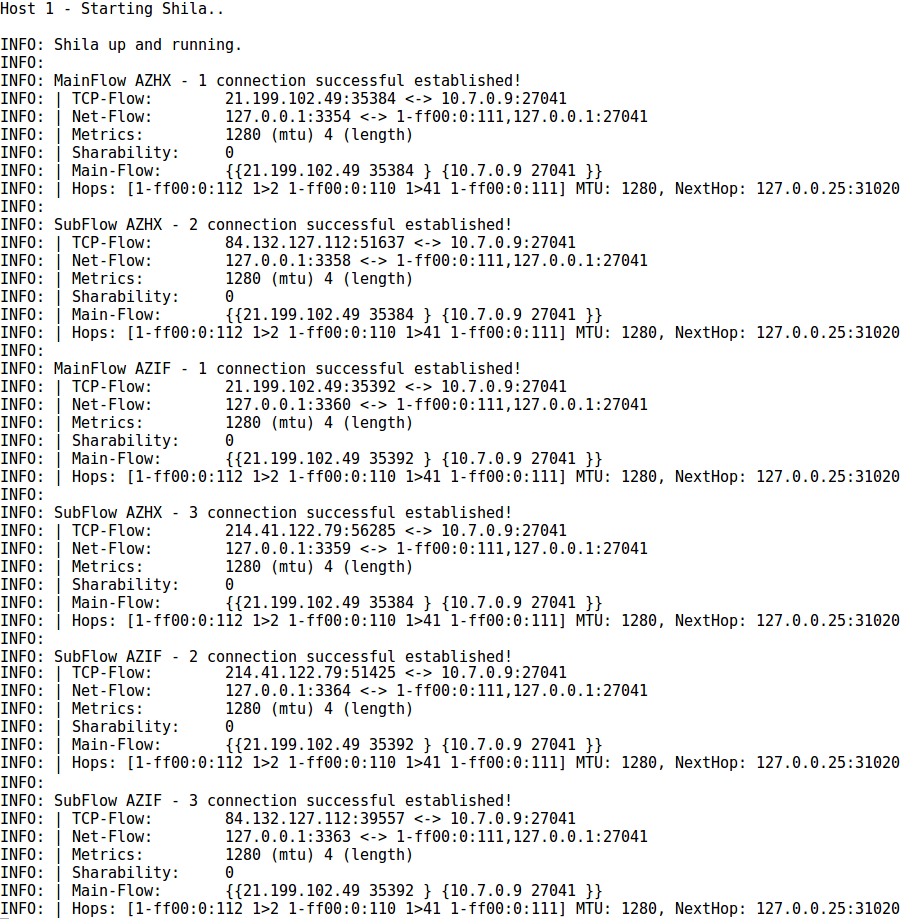 Host 1 - Starting Shila..

INFO: Shila up and running.
INFO:
INFO: MainFlow AZHX - 1 connection successful established!
INFO: | TCP-Flow:        21.199.102.49:35384 <-> 10.7.0.9:27041
INFO: | Net-Flow:        127.0.0.1:3354 <-> 1-ff00:0:111,127.0.0.1:27041
INFO: | Metrics:         1280 (mtu) 4 (length)
INFO: | Sharability:     0
INFO: | Main-Flow:       {{21.199.102.49 35384 } {10.7.0.9 27041 }}
INFO: | Hops: [1-ff00:0:112 1>2 1-ff00:0:110 1>41 1-ff00:0:111] MTU: 1280, NextHop: 127.0.0.25:31020
INFO:
INFO: SubFlow AZHX - 2 connection successful established!
INFO: | TCP-Flow:        84.132.127.112:51637 <-> 10.7.0.9:27041
INFO: | Net-Flow:        127.0.0.1:3358 <-> 1-ff00:0:111,127.0.0.1:27041
INFO: | Metrics:         1280 (mtu) 4 (length)
INFO: | Sharability:     0
INFO: | Main-Flow:       {{21.199.102.49 35384 } {10.7.0.9 27041 }}
INFO: | Hops: [1-ff00:0:112 1>2 1-ff00:0:110 1>41 1-ff00:0:111] MTU: 1280, NextHop: 127.0.0.25:31020
INFO:
INFO: MainFlow AZIF - 1 connection successful established!
INFO: | TCP-Flow:        21.199.102.49:35392 <-> 10.7.0.9:27041
INFO: | Net-Flow:        127.0.0.1:3360 <-> 1-ff00:0:111,127.0.0.1:27041
INFO: | Metrics:         1280 (mtu) 4 (length)
INFO: | Sharability:     0
INFO: | Main-Flow:       {{21.199.102.49 35392 } {10.7.0.9 27041 }}
INFO: | Hops: [1-ff00:0:112 1>2 1-ff00:0:110 1>41 1-ff00:0:111] MTU: 1280, NextHop: 127.0.0.25:31020
INFO:
INFO: SubFlow AZHX - 3 connection successful established!
INFO: | TCP-Flow:        214.41.122.79:56285 <-> 10.7.0.9:27041
INFO: | Net-Flow:        127.0.0.1:3359 <-> 1-ff00:0:111,127.0.0.1:27041
INFO: | Metrics:         1280 (mtu) 4 (length)
INFO: | Sharability:     0
INFO: | Main-Flow:       {{21.199.102.49 35384 } {10.7.0.9 27041 }}
INFO: | Hops: [1-ff00:0:112 1>2 1-ff00:0:110 1>41 1-ff00:0:111] MTU: 1280, NextHop: 127.0.0.25:31020
INFO:
INFO: SubFlow AZIF - 2 connection successful established!
INFO: | TCP-Flow:        214.41.122.79:51425 <-> 10.7.0.9:27041
INFO: | Net-Flow:        127.0.0.1:3364 <-> 1-ff00:0:111,127.0.0.1:27041
INFO: | Metrics:         1280 (mtu) 4 (length)
INFO: | Sharability:     0
INFO: | Main-Flow:       {{21.199.102.49 35392 } {10.7.0.9 27041 }}
INFO: | Hops: [1-ff00:0:112 1>2 1-ff00:0:110 1>41 1-ff00:0:111] MTU: 1280, NextHop: 127.0.0.25:31020
INFO:
INFO: SubFlow AZIF - 3 connection successful established!
INFO: | TCP-Flow:        84.132.127.112:39557 <-> 10.7.0.9:27041
INFO: | Net-Flow:        127.0.0.1:3363 <-> 1-ff00:0:111,127.0.0.1:27041
INFO: | Metrics:         1280 (mtu) 4 (length)
INFO: | Sharability:     0
INFO: | Main-Flow:       {{21.199.102.49 35392 } {10.7.0.9 27041 }}
INFO: | Hops: [1-ff00:0:112 1>2 1-ff00:0:110 1>41 1-ff00:0:111] MTU: 1280, NextHop: 127.0.0.25:31020